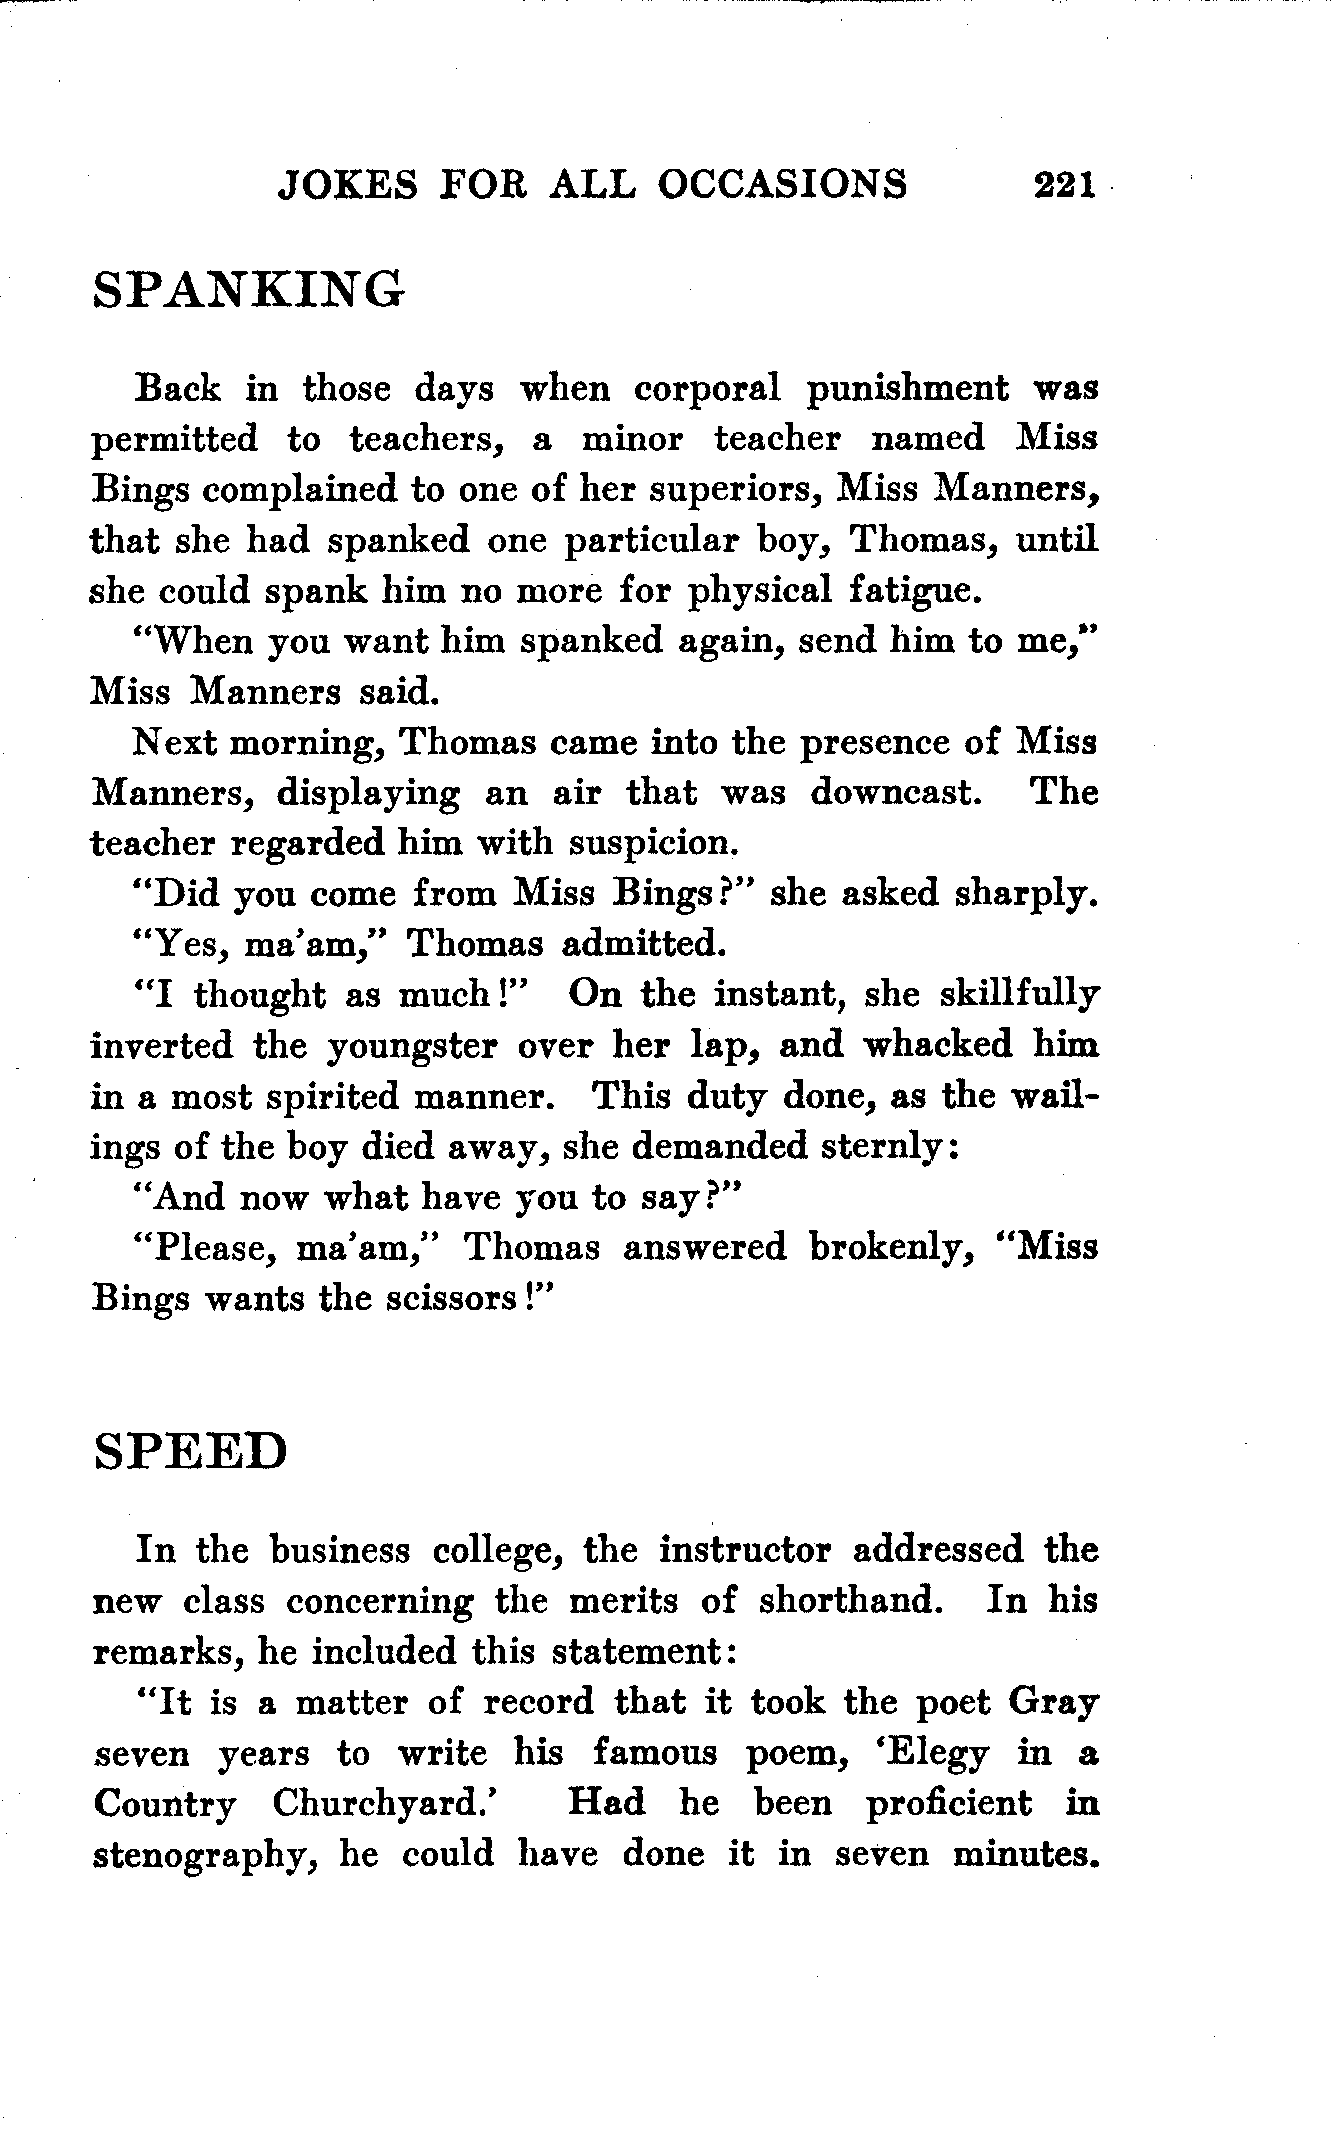 JOKES FOR ALL OCCASIONS 221
SPANKING
Back in those days when corporal punishment was
permitted to teachers, a minor teacher named Miss
Bings complained to one of her superiors, Miss Manners,
that she had spanked one particular boy, Thomas, until
she could spank him no more for physical fatigue.
“When you want him spanked again, send him to me,”
Miss Manners said.
Next morning, Thomas came into the presence of Miss
Manners, displaying an air that was downcast. The
teacher regarded him with suspicion.
“Did you come from Miss Bings?” she asked sharply.
“Yes, ma’am,” Thomas admitted.
“I thought as much!” On the instant, she skillfully
inverted the youngster over her lap, and whacked him
in a most spirited manner. This duty done, as the wail-
ings of the boy died away, she demanded sternly:
“And now what have you to say?”
“Please, ma’am,” Thomas answered brokenly, “Miss
Bings wants the scissors!”
SPEED
In the business college, the instructor addressed the
new class concerning the merits of shorthand. In his
remarks, he included this statement:
“It is a matter of record that it took the poet Gray
seven years to write his famous poem, ‘Elegy in a
Country Churchyard.’ Had he been proficient in
stenography, he could have done it in seven minutes.